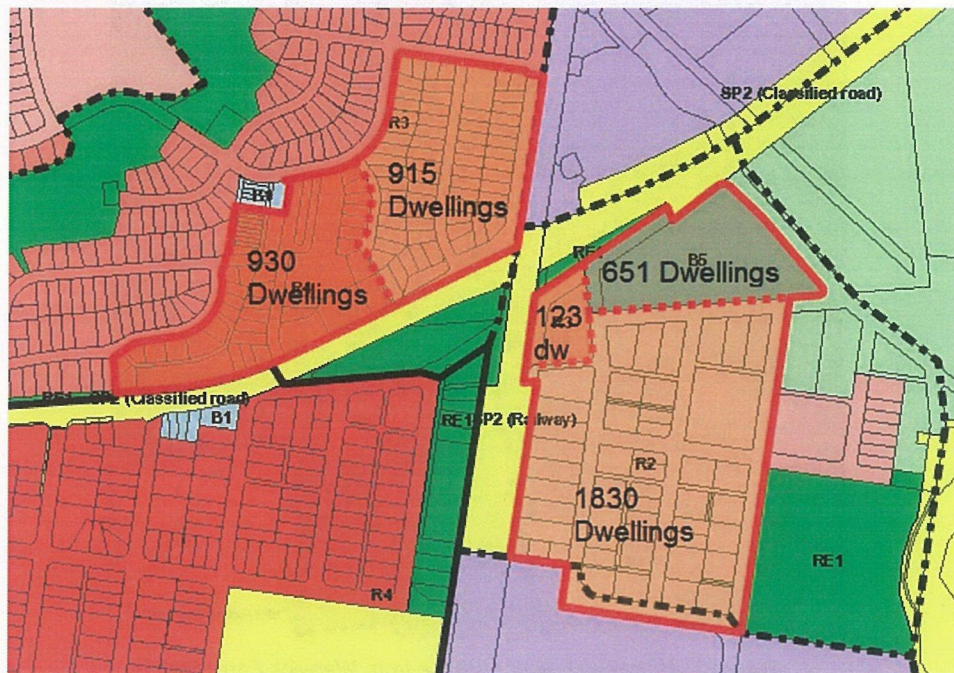 SP2 (Classified road)
R3
915
Dwellings
930
Dwellings
B5
651 Dwellings
123
dw
SP2 (Classified road)
B1
RE1
SP2 (Railway)
R2
1830
Dwellings
RE1
R4